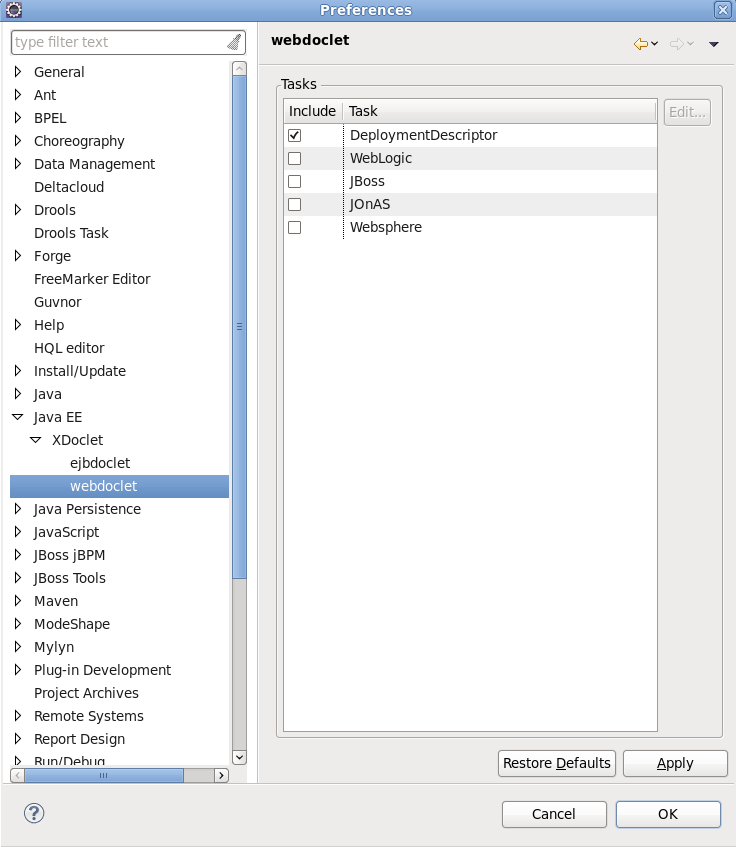 Preferences
type filter text
General
Ant
BPEL
Choreography
Data Management
Deltacloud
Drools
Drools Task
Forge
FreeMarker Editor
Guvnor
Help
HQL editor
Install/Update
Java
Java EE
XDoclet
ejbdoclet
webdoclet
Java Persistence
JavaScript
JBoss jBPM
JBoss Tools
Maven
ModeShape
Mylyn
Plug-in Development
Project Archives
Remote Systems
Report Design
Run/Debug
webdoclet
Tasks
Include Task
DeploymentDescriptor
WebLogic
JBoss
JOnAS
Websphere
Edit...
Restore Defaults
Apply
Cancel
OK